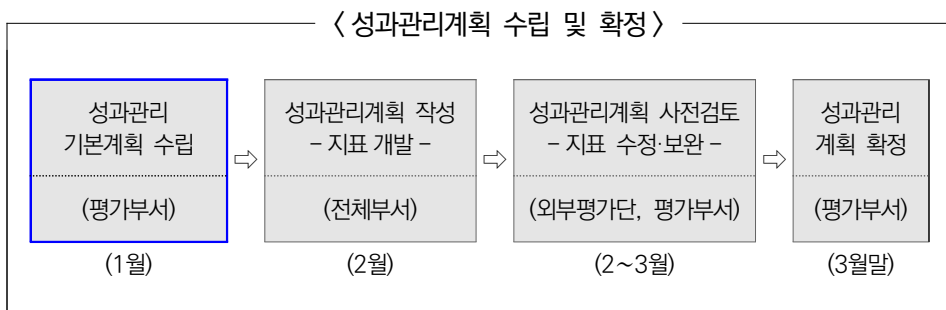 〈 성과관리계획 수립 및 확정 〉
성과관리
기본계획 수립
(평가부서)
(1월)
⇨
성과관리계획 작성
- 지표 개발 -
(전체부서)
(2월)
⇨
성과관리계획 사전검토
- 지표 수정·보완 -
(외부평가단, 평가부서)
(2~3월)
⇨
성과관리
계획 확정
(평가부서)
(3월말)